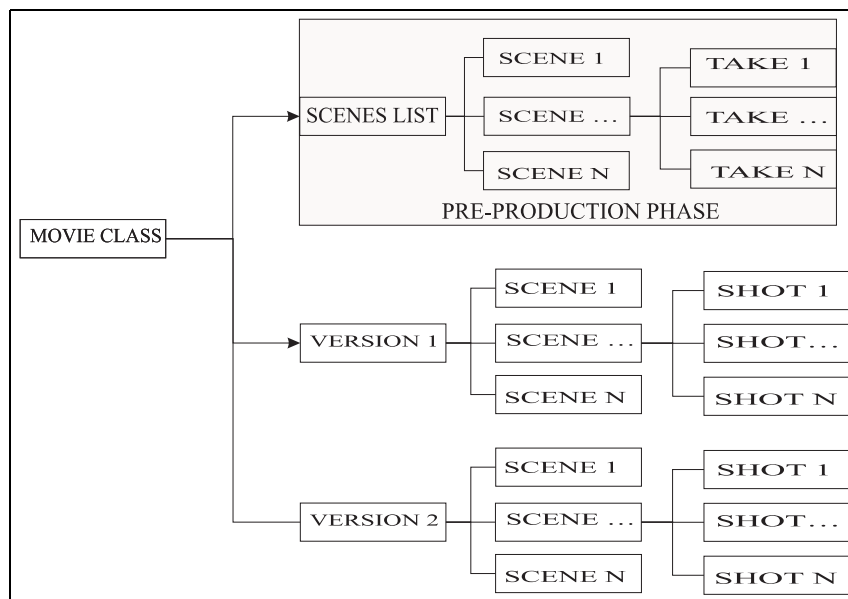 SCENE 1
TAKE 1
SCENES LIST
SCENE ...
TAKE ...
SCENE N
TAKE N
PRE-PRODUCTION PHASE
MOVIE CLASS
SCENE 1
SHOT 1
VERSION 1
SCENE ...
SHOT...
SCENE N
SHOT N
SCENE 1
SHOT 1
VERSION 2
SCENE ...
SHOT...
SCENE N
SHOT N